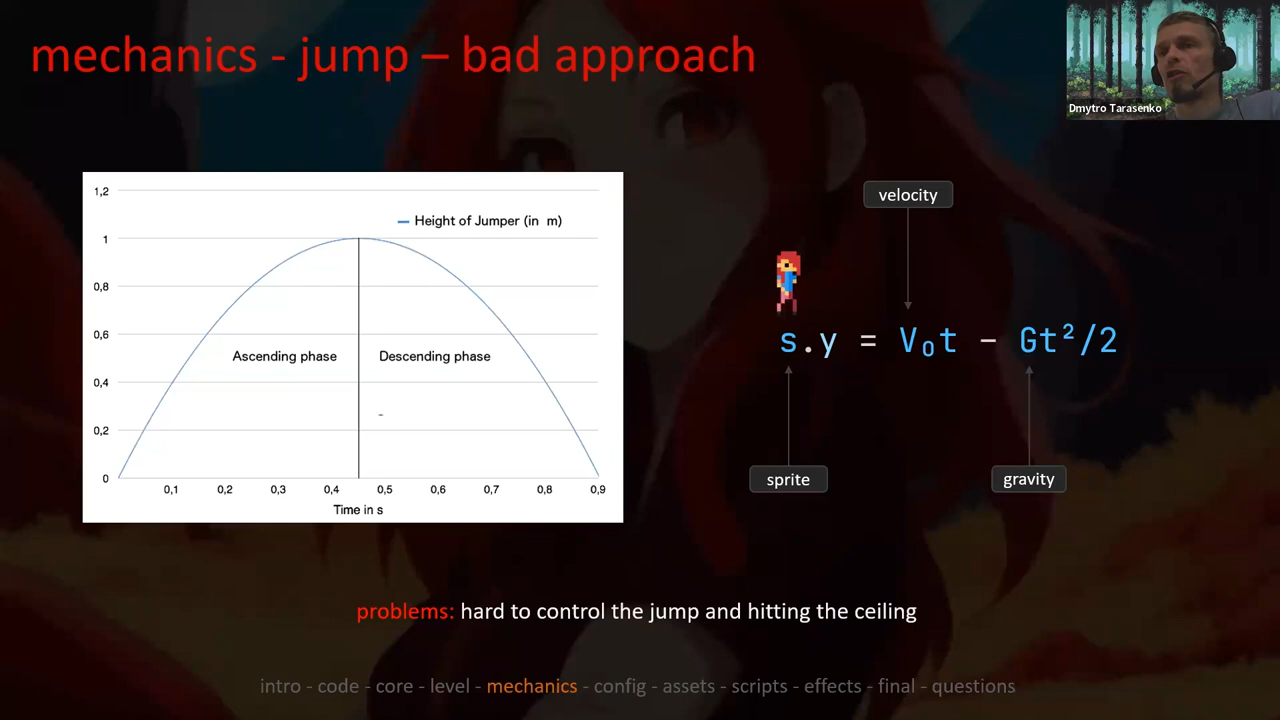 mechanics - jump – bad approach
Dmytro Tarasenko
1,2
Height of Jumper (in m)
1
0,8
0,6
Ascending phase
Descending phase
0,4
0,2
0
0,1 0,2 0,3 0,4 0,5 0,6 0,7 0,8 0,9
Time in s
velocity
s.y = V₀t - Gt²/2
sprite
gravity
problems: hard to control the jump and hitting the ceiling
intro - code - core - level - mechanics - config - assets - scripts - effects - final - questions